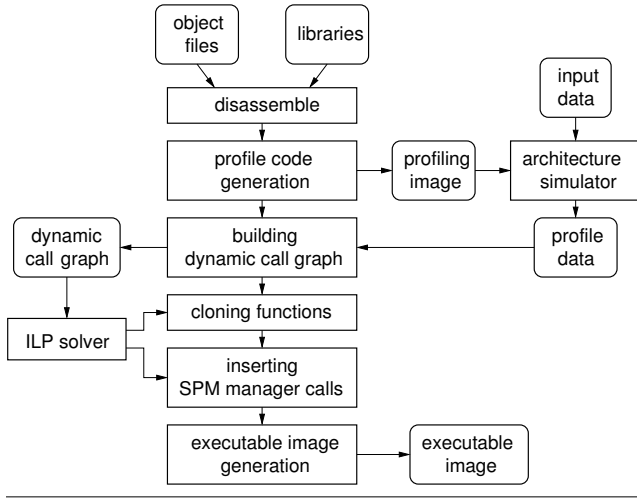 object
files
libraries
input
data
disassemble
profile code
generation
profiling
image
architecture
simulator
dynamic
call graph
building
dynamic call graph
profile
data
cloning functions
ILP solver
inserting
SPM manager calls
executable image
generation
executable
image